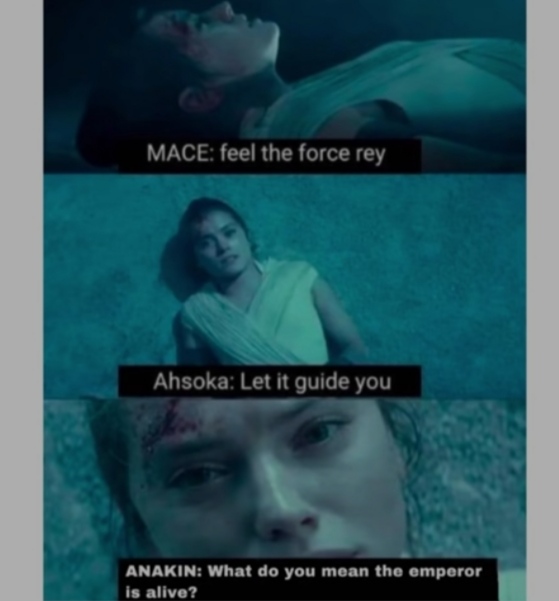 MACE: feel the force rey
Ahsoka: Let it guide you
ANAKIN: What do you mean the emperor
is alive?